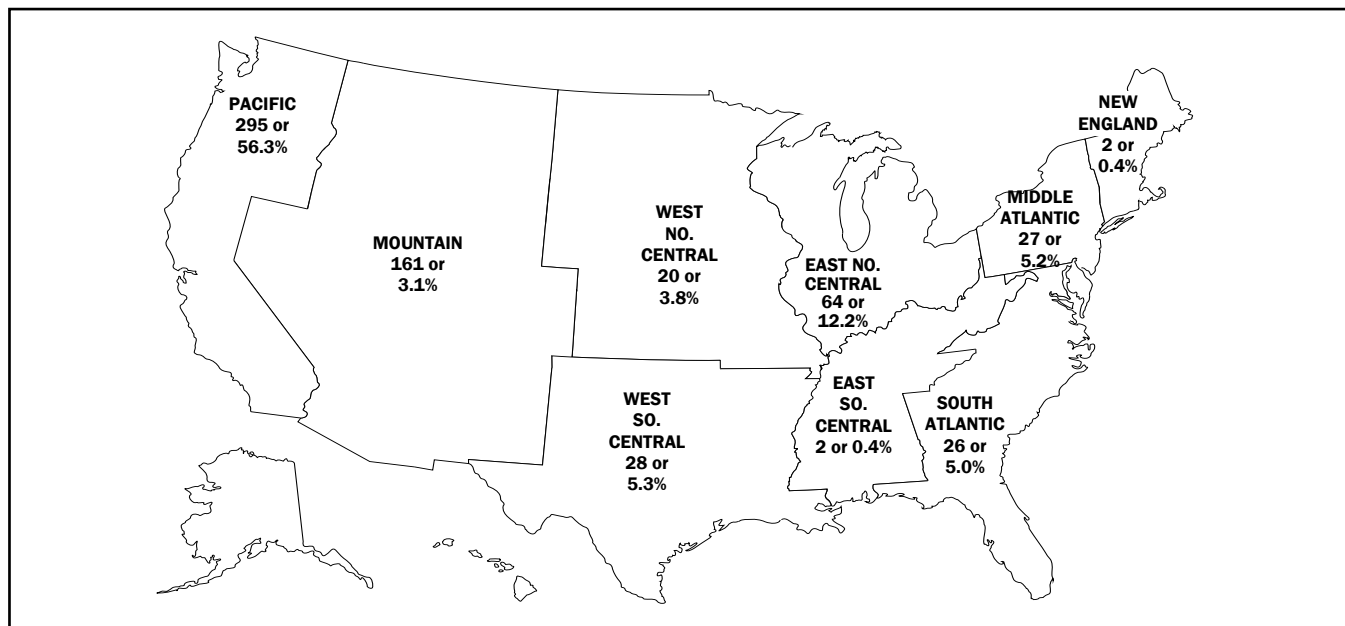 PACIFIC
295 or
56.3%
MOUNTAIN
161 or
3.1%
WEST
NO.
CENTRAL
20 or
3.8%
WEST
SO.
CENTRAL
28 or
5.3%
EAST NO.
CENTRAL
64 or
12.2%
EAST
SO.
CENTRAL
2 or 0.4%
SOUTH
ATLANTIC
26 or
5.0%
MIDDLE
ATLANTIC
27 or
5.2%
NEW
ENGLAND
2 or
0.4%